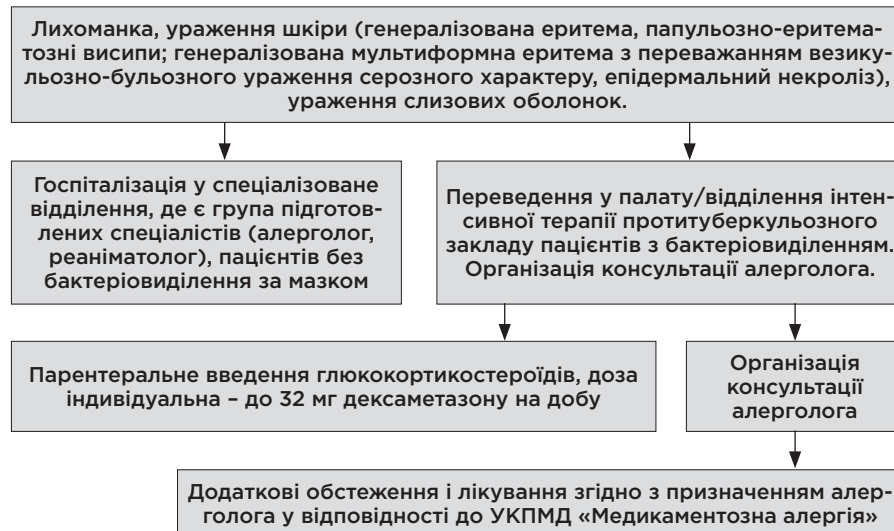 Лихоманка, ураження шкіри (генералізована еритема, папульозно-еритема-
тозні висипи; генералізована мультиформна еритема з переважанням везику-
льозно-бульозного ураження серозного характеру, епідермальний некроліз),
ураження слизових оболонок.
Госпіталізація у спеціалізоване
відділення, де є група підготов-
лених спеціалістів (алерголог,
реаніматолог), пацієнтів без
бактеріовиділення за мазком
Переведення у палату/відділення інтен-
сивної терапії протитуберкульозного
закладу пацієнтів з бактеріовиділенням.
Організація консультації алерголога.
Парентеральне введення глюкокортикостероїдів, доза
індивідуальна – до 32 мг дексаметазону на добу
Організація
консультації
алерголога
Додаткові обстеження і лікування згідно з призначенням алер-
голога у відповідності до УКПМД «Медикаментозна алергія»